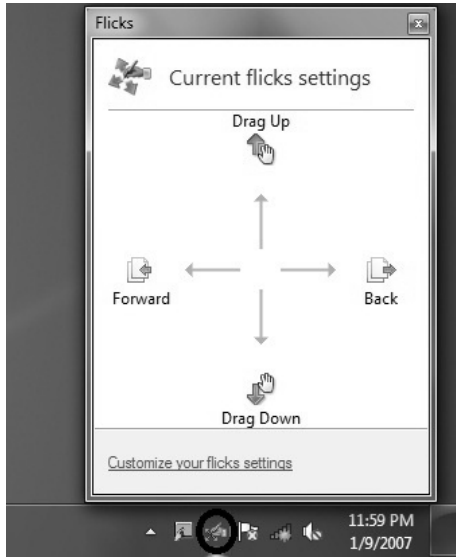 Flicks
Current flicks settings
Drag Up
Forward
Back
Drag Down
Customize your flicks settings
11:59 PM
1/9/2007